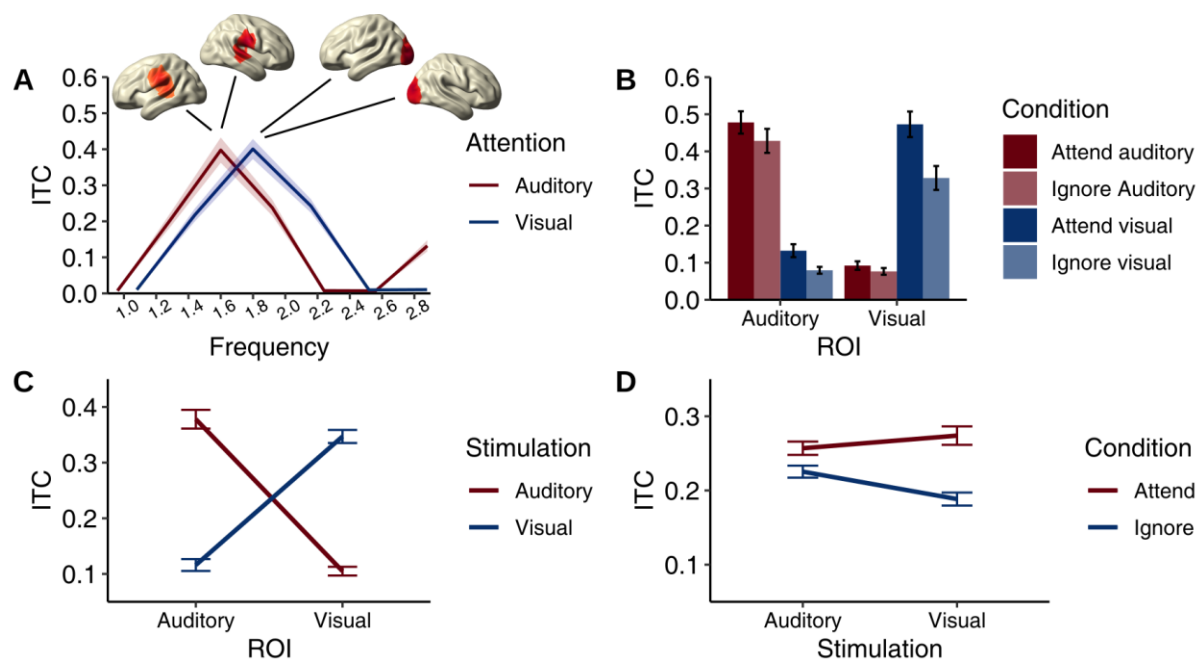 A
0.6
0.5
0.4
0.3
0.2
0.1
0.0
ITC
1.0 1.2 1.4 1.6 1.8 2.0 2.2 2.4 2.6 2.8
Frequency
Attention
Auditory
Visual
B
0.6
0.5
0.4
0.3
0.2
0.1
0.0
ITC
Auditory Visual
ROI
Condition
Attend auditory
Ignore Auditory
Attend visual
Ignore visual
C
0.4
0.3
0.2
0.1
ITC
Auditory Visual
ROI
Stimulation
Auditory
Visual
D
0.3
0.2
0.1
ITC
Auditory Visual
Stimulation
Condition
Attend
Ignore